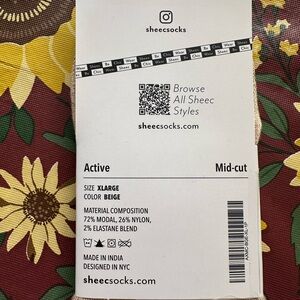 sheecsocks
Browse
All Sheec
Styles
sheecsocks.com
Active Mid-cut
SIZE XLARGE
COLOR BEIGE
MATERIAL COMPOSITION
72% MODAL, 26% NYLON,
2% ELASTANE BLEND
MADE IN INDIA
DESIGNED IN NYC
sheecsocks.com